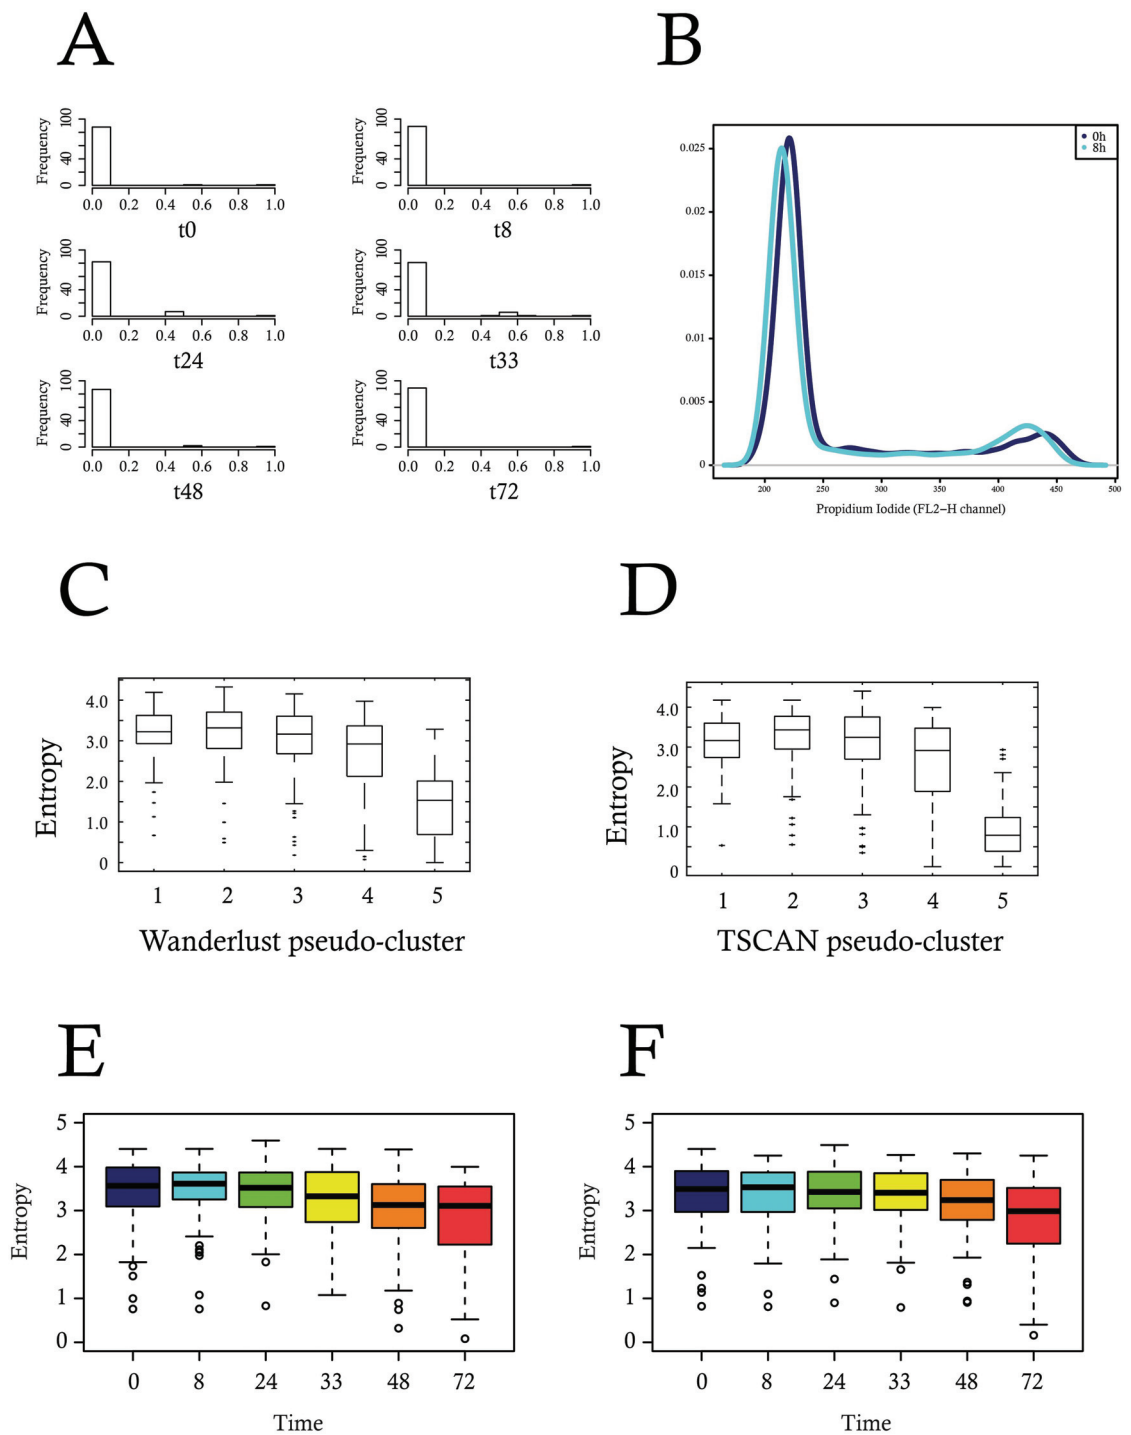 A
B
Frequency
0 40 100
0.0 0.2 0.4 0.6 0.8 1.0
t0
Frequency
0 40 100
0.0 0.2 0.4 0.6 0.8 1.0
t8
Frequency
0 40 100
0.0 0.2 0.4 0.6 0.8 1.0
t24
Frequency
0 40 100
0.0 0.2 0.4 0.6 0.8 1.0
t33
Frequency
0 40 100
0.0 0.2 0.4 0.6 0.8 1.0
t48
Frequency
0 40 100
0.0 0.2 0.4 0.6 0.8 1.0
t72
0h
8h
0.025
0.02
0.015
0.01
0.005
0
200 250 300 350 400 450 500
Propidium Iodide (FL2–H channel)
C
Entropy
4.0
3.0
2.0
1.0
0
1 2 3 4 5
Wanderlust pseudo-cluster
D
Entropy
4.0
3.0
2.0
1.0
0
1 2 3 4 5
TSCAN pseudo-cluster
E
Entropy
5
4
3
2
1
0
0 8 24 33 48 72
Time
F
Entropy
5
4
3
2
1
0
0 8 24 33 48 72
Time